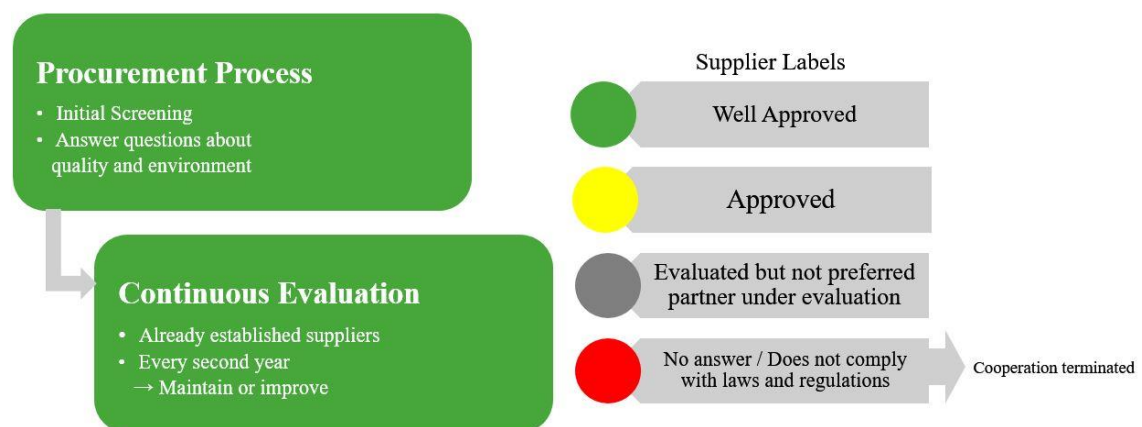 Procurement Process
• Initial Screening
• Answer questions about
quality and environment
Continuous Evaluation
• Already established suppliers
• Every second year
→ Maintain or improve
Supplier Labels
Well Approved
Approved
Evaluated but not preferred
partner under evaluation
No answer / Does not comply
with laws and regulations
Cooperation terminated